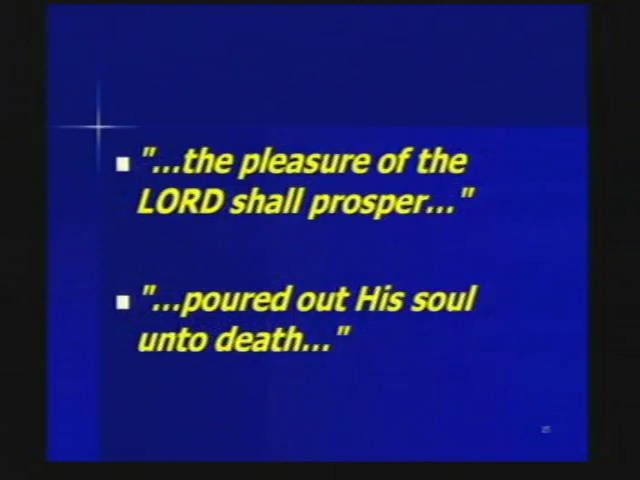 "...the pleasure of the
LORD shall prosper..."
"...poured out His soul
unto death..."